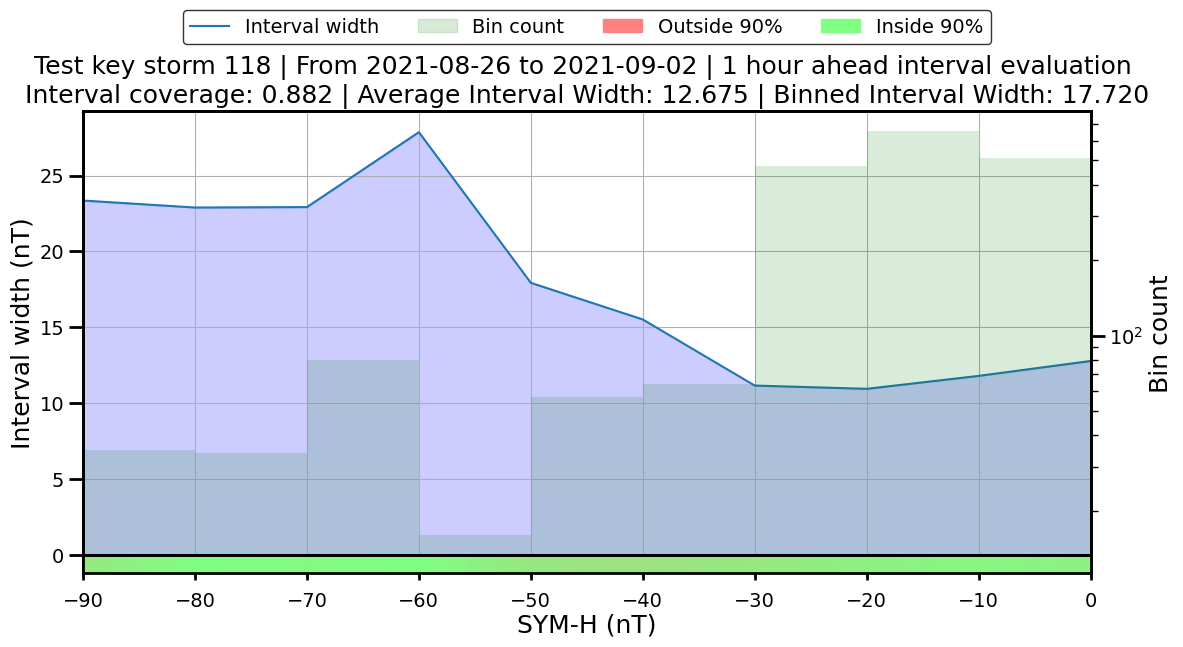 Interval width Bin count Outside 90% Inside 90%
Test key storm 118 | From 2021-08-26 to 2021-09-02 | 1 hour ahead interval evaluation
Interval coverage: 0.882 | Average Interval Width: 12.675 | Binned Interval Width: 17.720
Interval width (nT)
25
20
15
10
5
0
10²
Bin count
−90 −80 −70 −60 −50 −40 −30 −20 −10 0
SYM-H (nT)